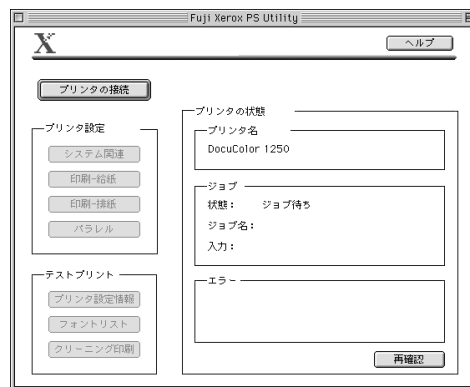 Fuji Xerox PS Utility
X
ヘルプ
プリンタの接続
プリンタ設定
システム関連
印刷-給紙
印刷-排紙
パラレル
テストプリント
プリンタ設定情報
フォントリスト
クリーニング印刷
プリンタの状態
プリンタ名
DocuColor 1250
ジョブ
状態： ジョブ待ち
ジョブ名：
入力：
エラー
再確認